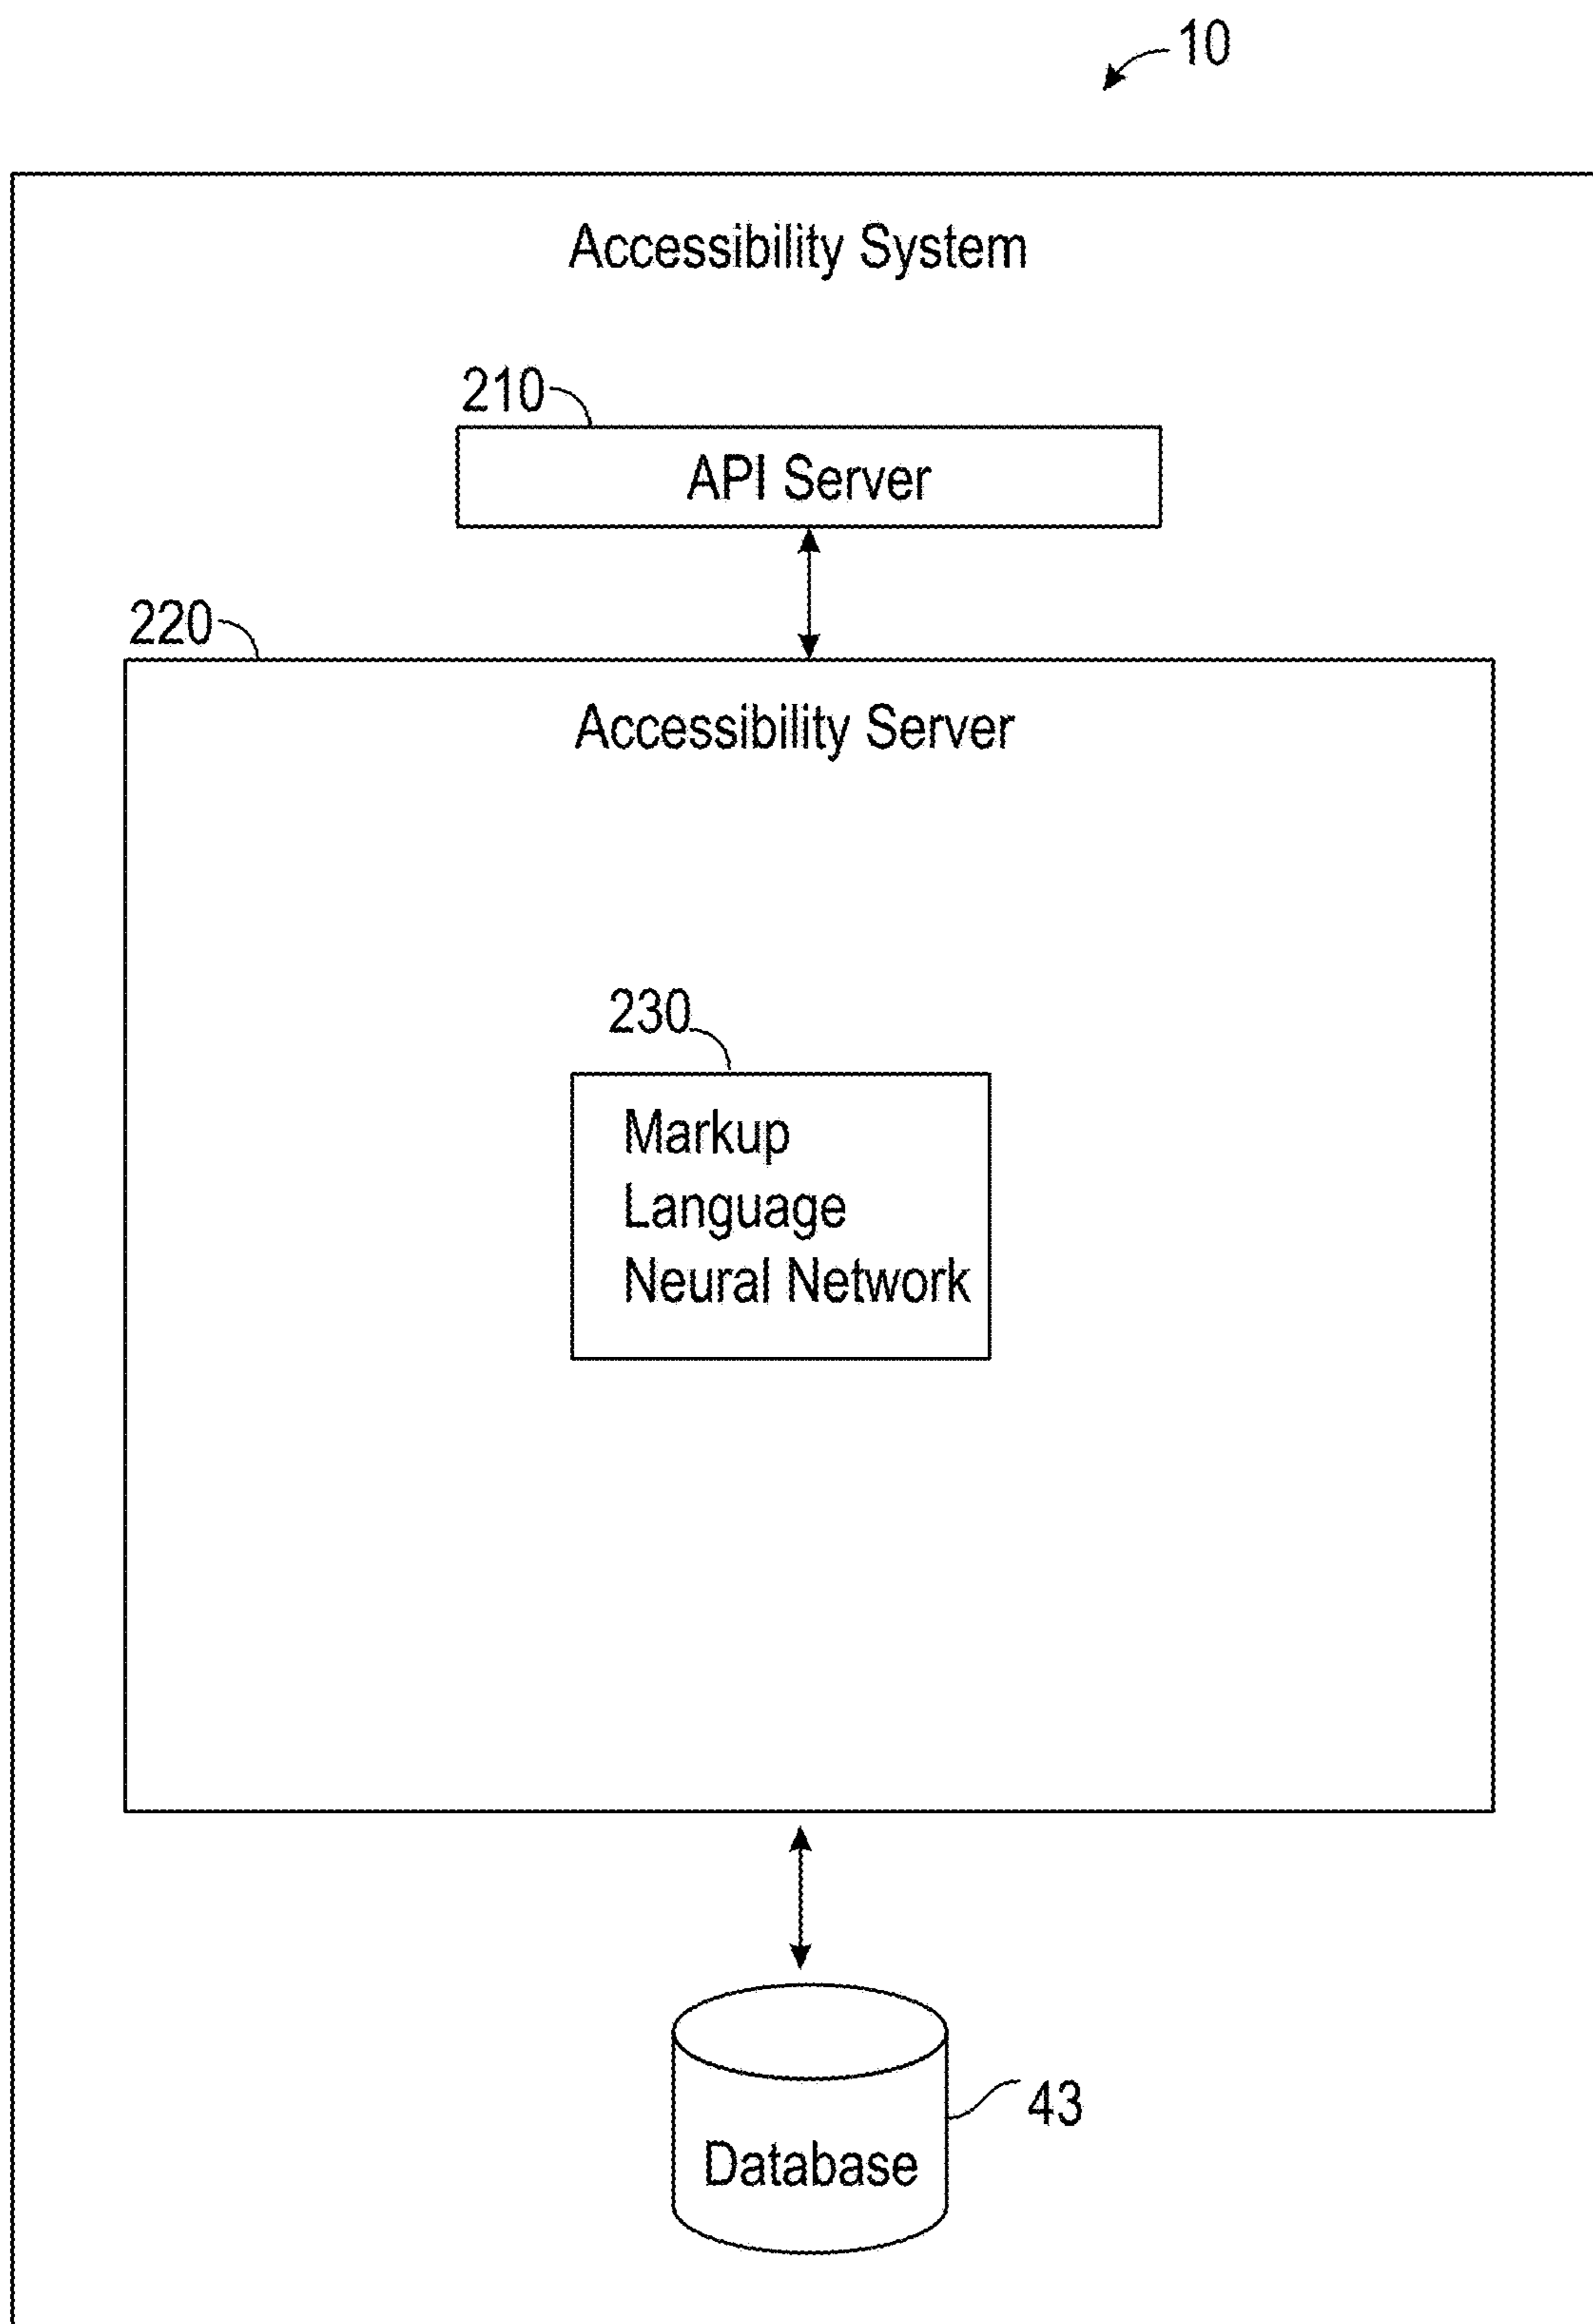 10
Accessibility System
210
API Server
220
Accessibility Server
230
Markup
Language
Neural Network
43
Database